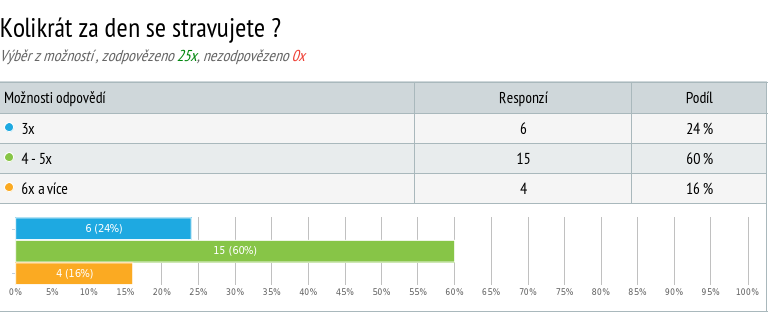 Kolikrát za den se stravujete ?
Výběr z možností , zodpovězeno 25x, nezodpovězeno 0x
Možnosti odpovědí Responzí Podíl
3x 6 24 %
4 - 5x 15 60 %
6x a více 4 16 %
6 (24%)
15 (60%)
4 (16%)
0% 5% 10% 15% 20% 25% 30% 35% 40% 45% 50% 55% 60% 65% 70% 75% 80% 85% 90% 95% 100%